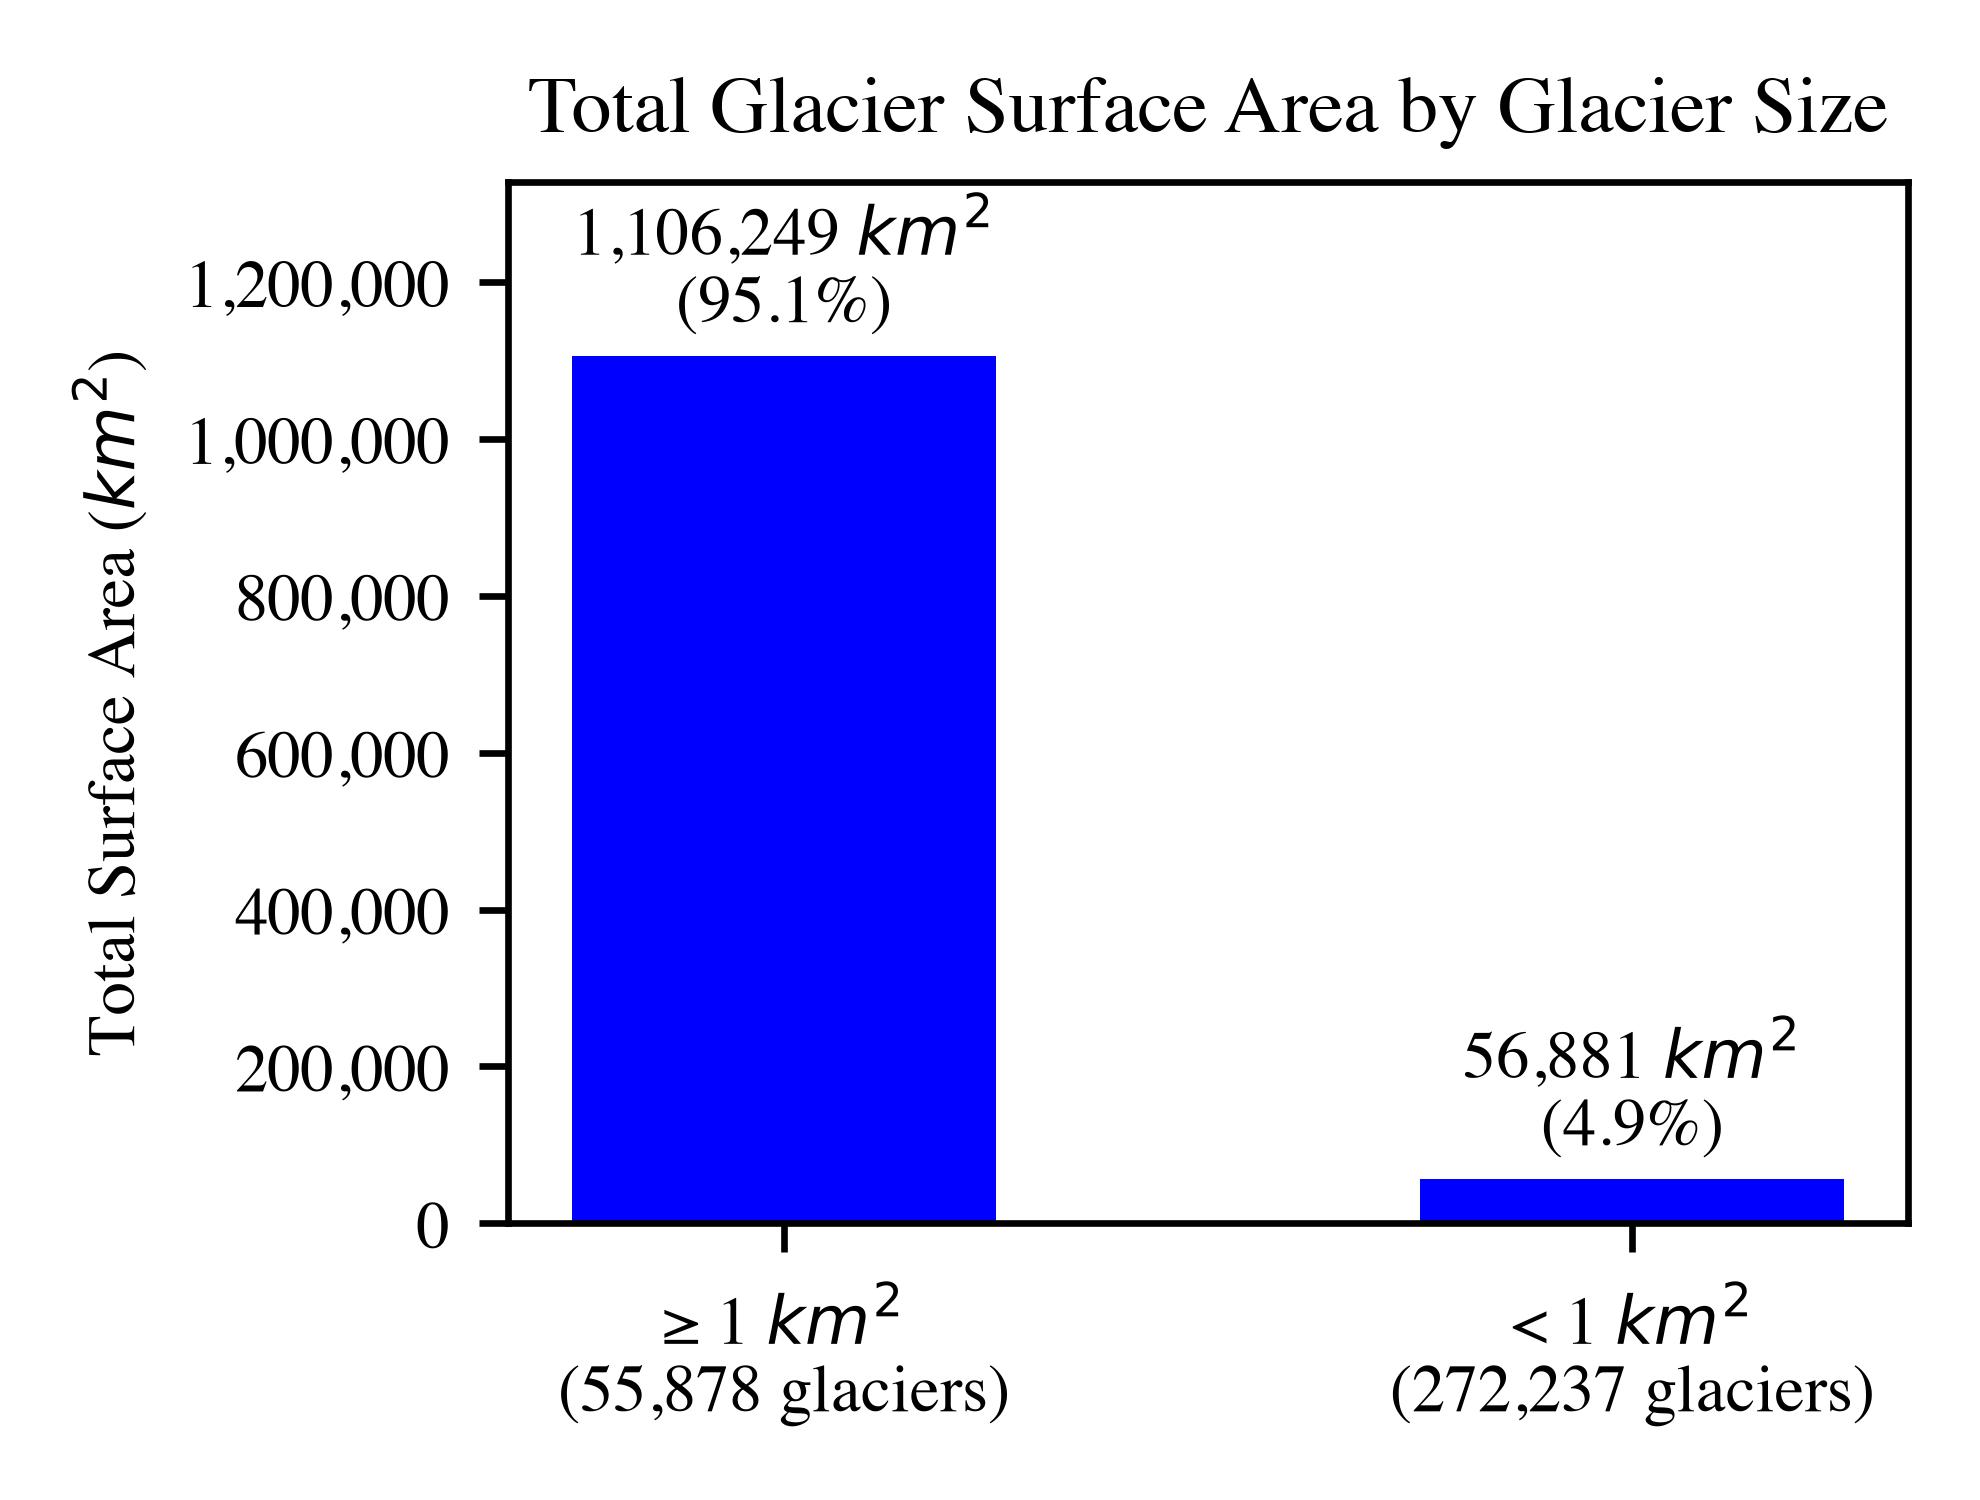 Total Glacier Surface Area by Glacier Size
Total Surface Area (km²)
1,200,000
1,000,000
800,000
600,000
400,000
200,000
0
1,106,249 km²
(95.1%)
56,881 km²
(4.9%)
≥ 1 km²
(55,878 glaciers)
< 1 km²
(272,237 glaciers)